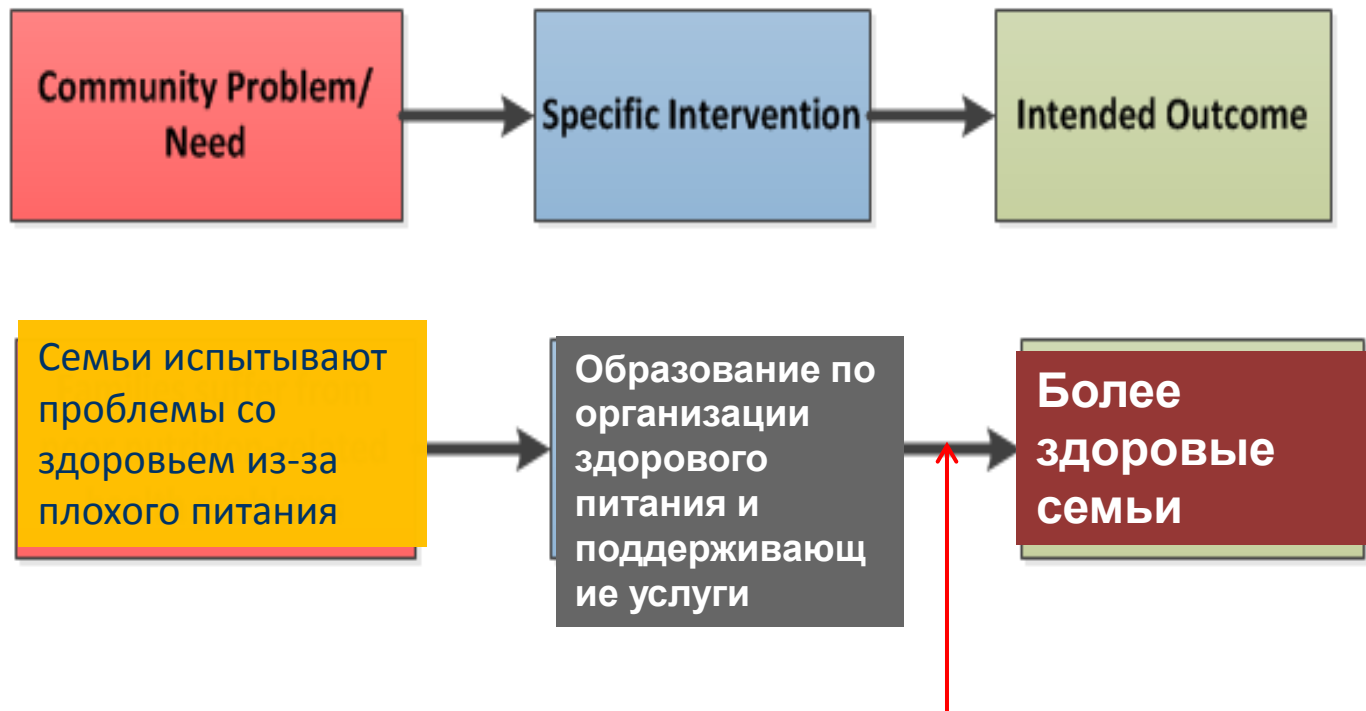 Community Problem/
Need
Specific Intervention
Intended Outcome
Семьи испытывают
проблемы со
здоровьем из-за
плохого питания
Образование по
организации
здорового
питания и
поддерживающ
ие услуги
Более
здоровые
семьи